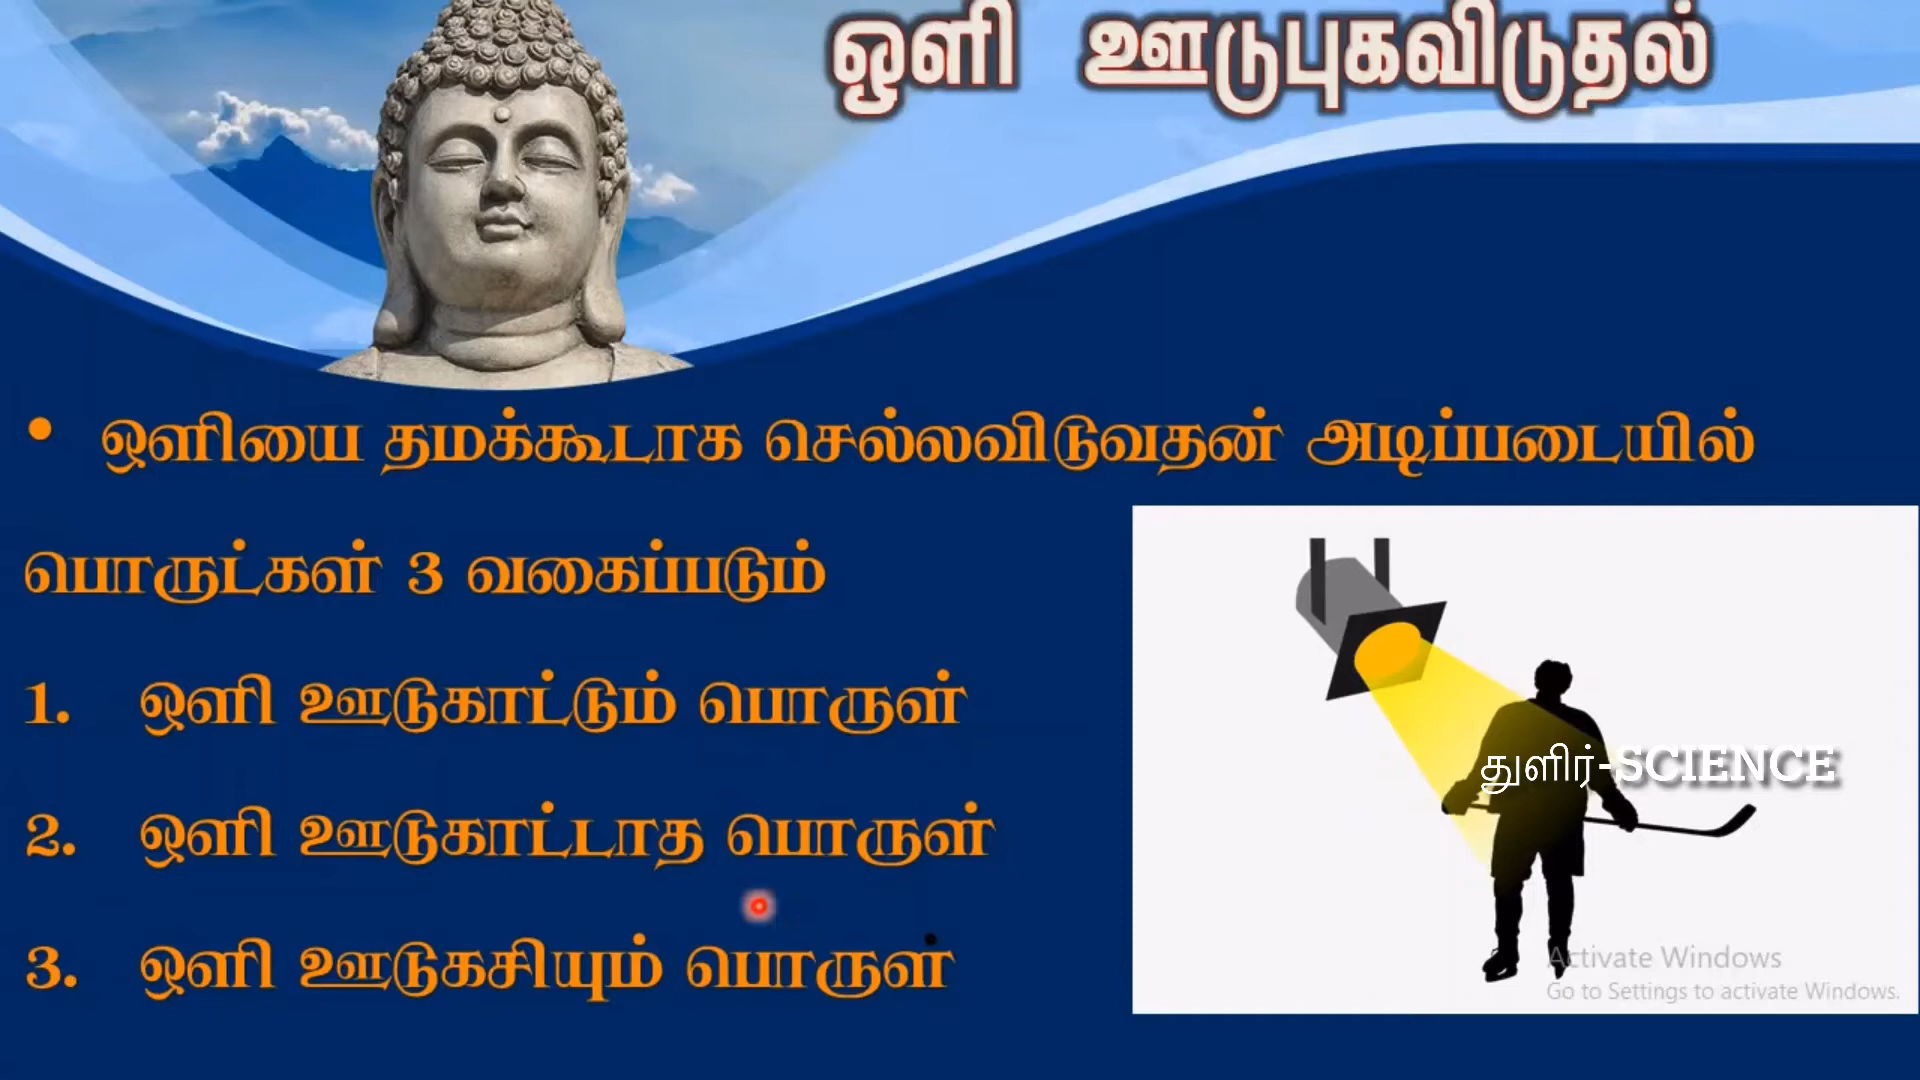 ஒளி ஊடுபுகவிடுதல்
• ஒளியை தமக்கூடாக செல்லவிடுவதன் அடிப்படையில்
பொருட்கள் 3 வகைப்படும்
1. ஒளி ஊடுகாட்டும் பொருள்
2. ஒளி ஊடுகாட்டாத பொருள்
3. ஒளி ஊடுகசியும் பொருள்
துளிர்-SCIENCE
Activate Windows
Go to Settings to activate Windows.